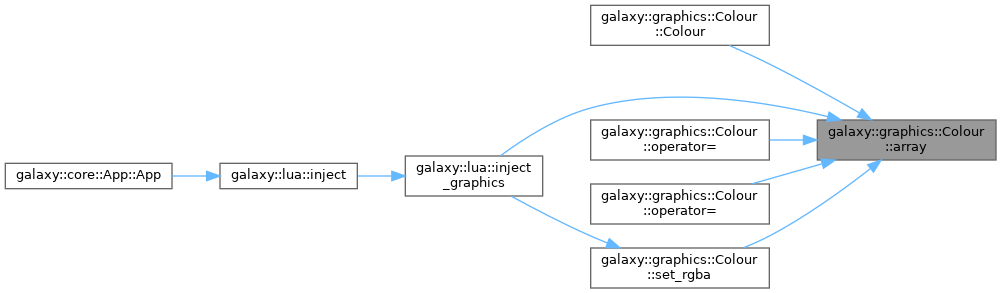 galaxy::graphics::Colour
::Colour
galaxy::graphics::Colour
::array
galaxy::graphics::Colour
::operator=
galaxy::core::App::App
galaxy::lua::inject
galaxy::lua::inject
_graphics
galaxy::graphics::Colour
::operator=
galaxy::graphics::Colour
::set_rgba